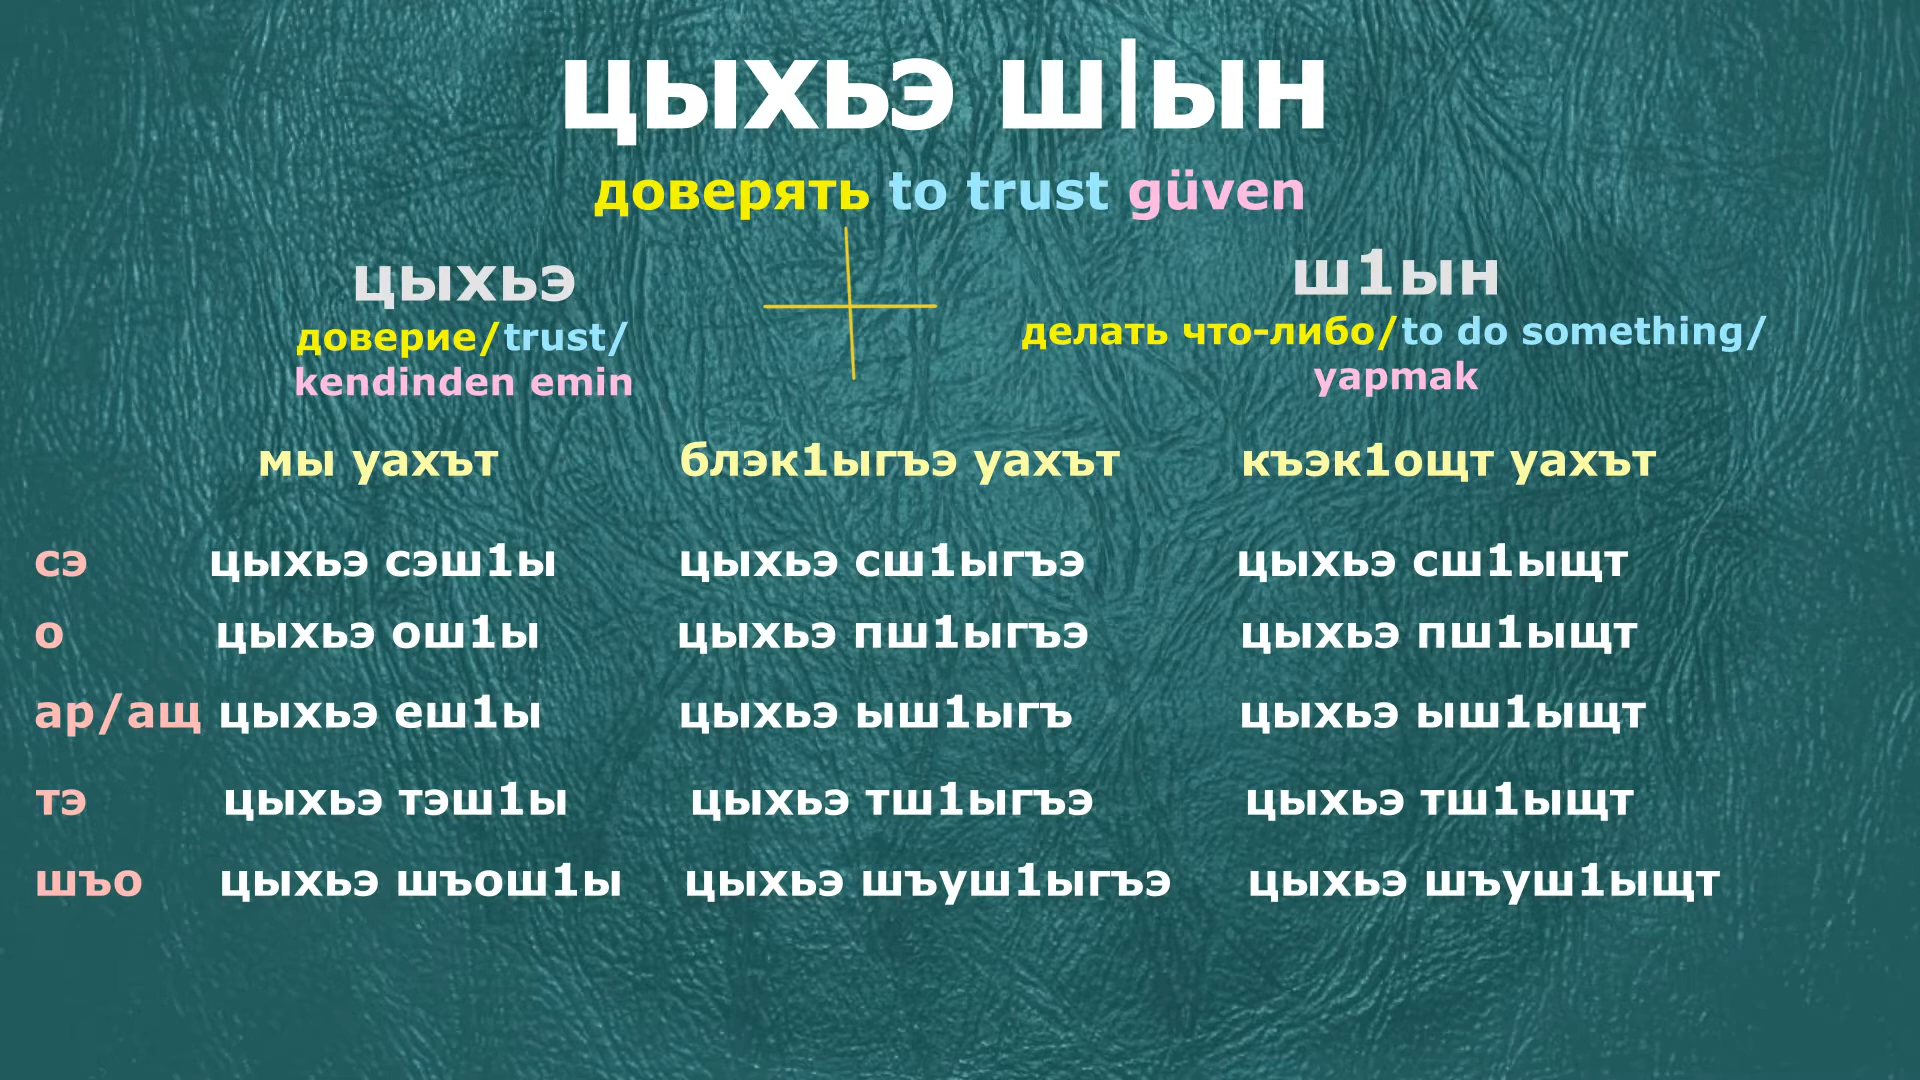 цыхьэ шӏын
доверять to trust güven
цыхьэ
доверие/trust/
kendinden emin
ш1ын
делать что-либо/to do something/
yapmak
мы уахът блэк1ыгъэ уахът къэк1ощт уахът
сэ цыхьэ сэш1ы цыхьэ сш1ыгъэ цыхьэ сш1ыщт
о цыхьэ ош1ы цыхьэ пш1ыгъэ цыхьэ пш1ыщт
ар/ащ цыхьэ еш1ы цыхьэ ыш1ыгъ цыхьэ ыш1ыщт
тэ цыхьэ тэш1ы цыхьэ тш1ыгъэ цыхьэ тш1ыщт
шъо цыхьэ шъош1ы цыхьэ шъуш1ыгъэ цыхьэ шъуш1ыщт